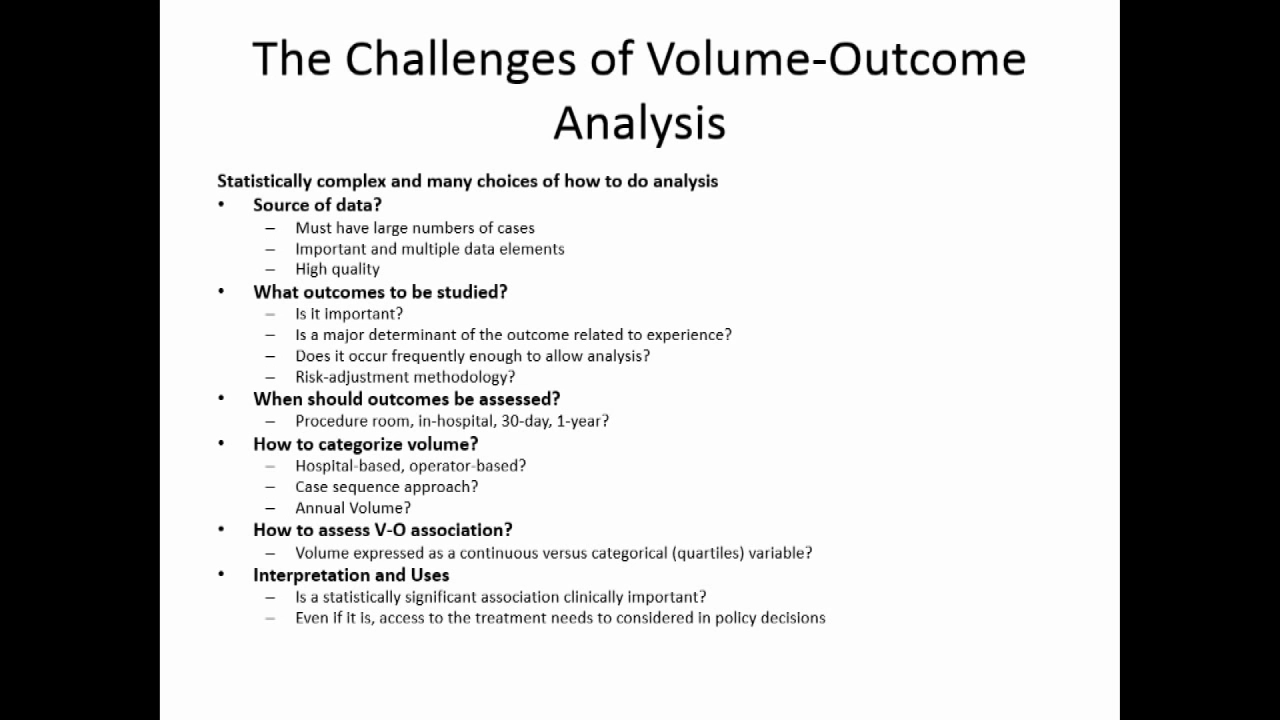 The Challenges of Volume-Outcome
Analysis
Statistically complex and many choices of how to do analysis
• Source of data?
– Must have large numbers of cases
– Important and multiple data elements
– High quality
• What outcomes to be studied?
– Is it important?
– Is a major determinant of the outcome related to experience?
– Does it occur frequently enough to allow analysis?
– Risk-adjustment methodology?
• When should outcomes be assessed?
– Procedure room, in-hospital, 30-day, 1-year?
• How to categorize volume?
– Hospital-based, operator-based?
– Case sequence approach?
– Annual Volume?
• How to assess V-O association?
– Volume expressed as a continuous versus categorical (quartiles) variable?
• Interpretation and Uses
– Is a statistically significant association clinically important?
– Even if it is, access to the treatment needs to considered in policy decisions